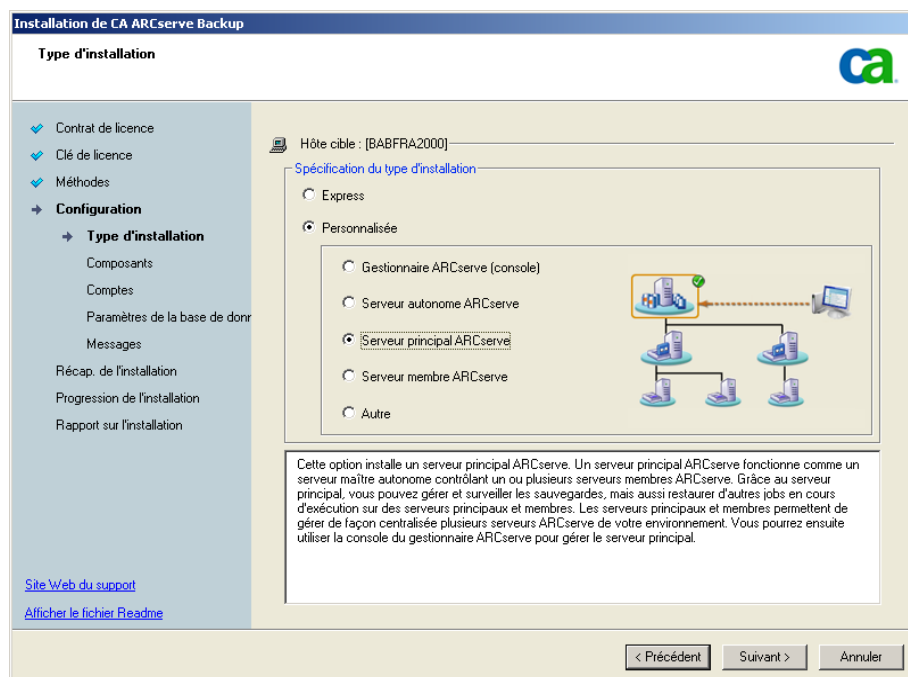 Installation de CA ARCserve Backup
Type d'installation
ca
Contrat de licence
Clé de licence
Méthodes
Configuration
Type d'installation
Composants
Comptes
Paramètres de la base de donr
Messages
Récap. de l'installation
Progression de l'installation
Rapport sur l'installation
Site Web du support
Afficher le fichier Readme
Hôte cible : [BABFRA2000]
Spécification du type d'installation
Express
Personnalisée
Gestionnaire ARCserve (console)
Serveur autonome ARCserve
Serveur principal ARCserve
Serveur membre ARCserve
Autre
Cette option installe un serveur principal ARCserve. Un serveur principal ARCserve fonctionne comme un
serveur maître autonome contrôlant un ou plusieurs serveurs membres ARCserve. Grâce au serveur
principal, vous pouvez gérer et surveiller les sauvegardes, mais aussi restaurer d'autres jobs en cours
d'exécution sur des serveurs principaux et membres. Les serveurs principaux et membres permettent de
gérer de façon centralisée plusieurs serveurs ARCserve de votre environnement. Vous pourrez ensuite
utiliser la console du gestionnaire ARCserve pour gérer le serveur principal.
< Précédent
Suivant >
Annuler